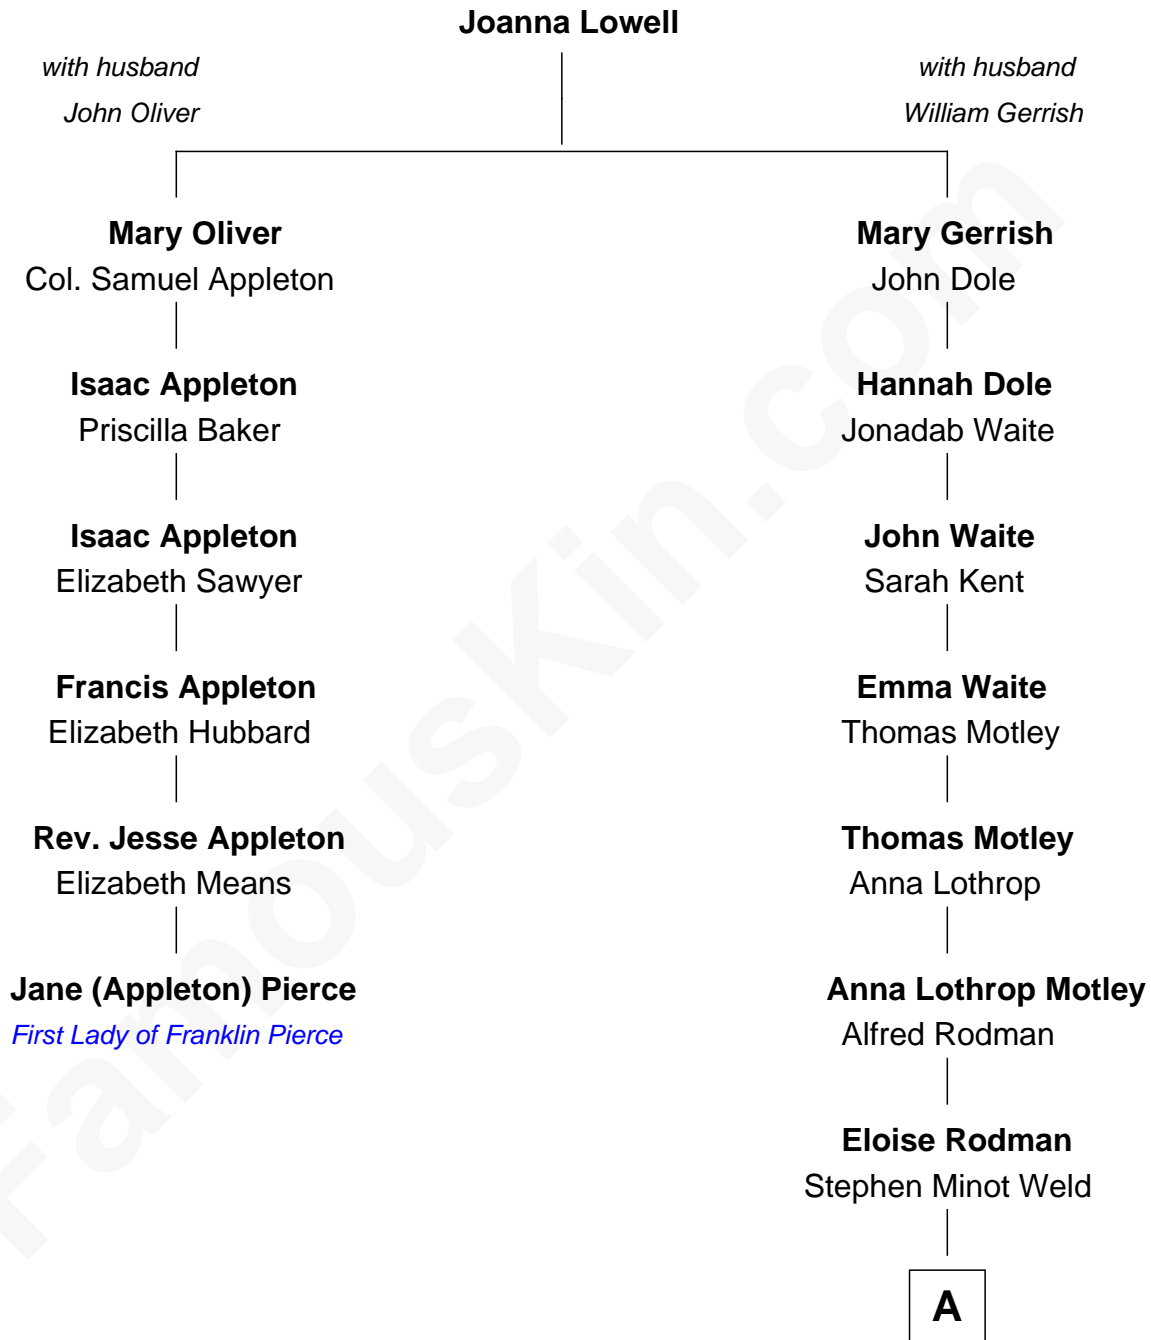 Joanna Lowell
with husband
John Oliver
with husband
William Gerrish
Mary Oliver
Col. Samuel Appleton
Mary Gerrish
John Dole
Isaac Appleton
Priscilla Baker
Hannah Dole
Jonadab Waite
Isaac Appleton
Elizabeth Sawyer
John Waite
Sarah Kent
Francis Appleton
Elizabeth Hubbard
Emma Waite
Thomas Motley
Rev. Jesse Appleton
Elizabeth Means
Thomas Motley
Anna Lothrop
Jane (Appleton) Pierce
First Lady of Franklin Pierce
Anna Lothrop Motley
Alfred Rodman
Eloise Rodman
Stephen Minot Weld
A
FamousKin.com